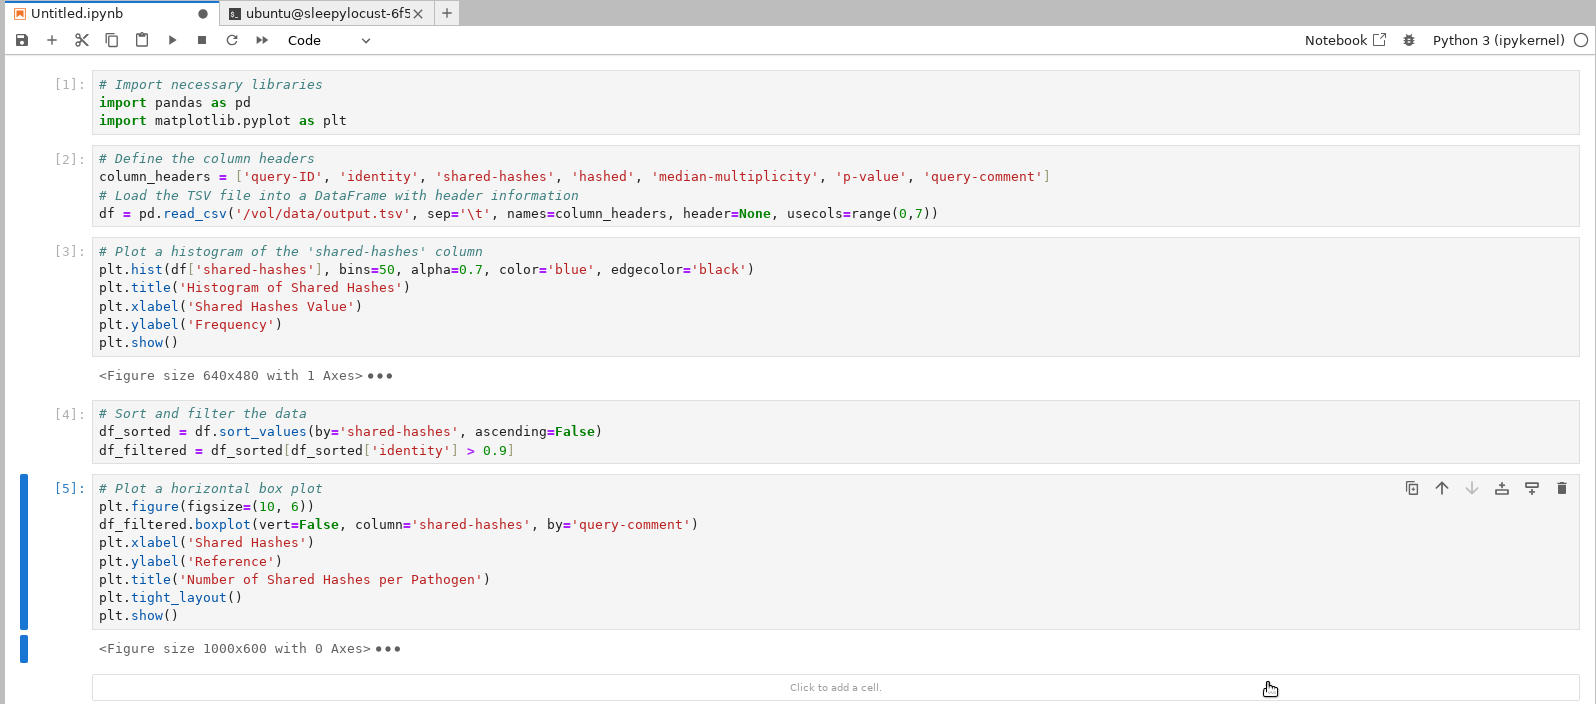 Untitled.ipynb
ubuntu@sleepylocust-6f5
Code
Notebook
Python 3 (ipykernel)
[1]:
# Import necessary libraries
import pandas as pd
import matplotlib.pyplot as plt
[2]:
# Define the column headers
column_headers = ['query-ID', 'identity', 'shared-hashes', 'hashed', 'median-multiplicity', 'p-value', 'query-comment']
# Load the TSV file into a DataFrame with header information
df = pd.read_csv('/vol/data/output.tsv', sep='\t', names=column_headers, header=None, usecols=range(0,7))
[3]:
# Plot a histogram of the 'shared-hashes' column
plt.hist(df['shared-hashes'], bins=50, alpha=0.7, color='blue', edgecolor='black')
plt.title('Histogram of Shared Hashes')
plt.xlabel('Shared Hashes Value')
plt.ylabel('Frequency')
plt.show()
<Figure size 640x480 with 1 Axes> •••
[4]:
# Sort and filter the data
df_sorted = df.sort_values(by='shared-hashes', ascending=False)
df_filtered = df_sorted[df_sorted['identity'] > 0.9]
[5]:
# Plot a horizontal box plot
plt.figure(figsize=(10, 6))
df_filtered.boxplot(vert=False, column='shared-hashes', by='query-comment')
plt.xlabel('Shared Hashes')
plt.ylabel('Reference')
plt.title('Number of Shared Hashes per Pathogen')
plt.tight_layout()
plt.show()
<Figure size 1000x600 with 0 Axes> •••
Click to add a cell.